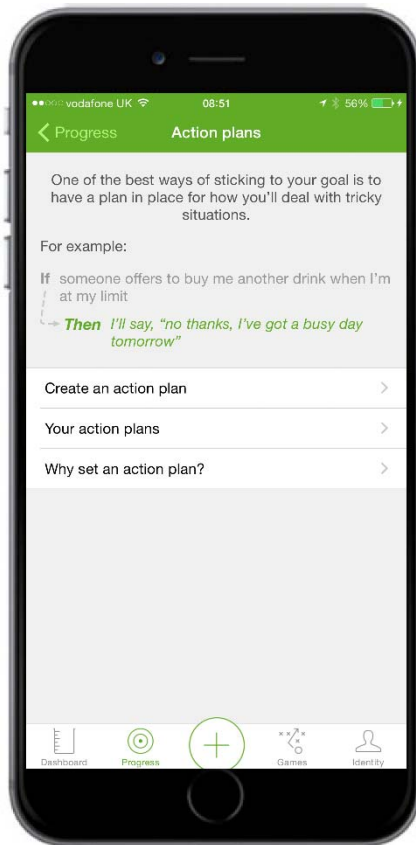 vodafone UK 08:51 56%
Progress Action plans
One of the best ways of sticking to your goal is to
have a plan in place for how you'll deal with tricky
situations.
For example:
If someone offers to buy me another drink when I'm
at my limit
Then I'll say, "no thanks, I've got a busy day
tomorrow"
Create an action plan
Your action plans
Why set an action plan?
Dashboard Progress Games Identity